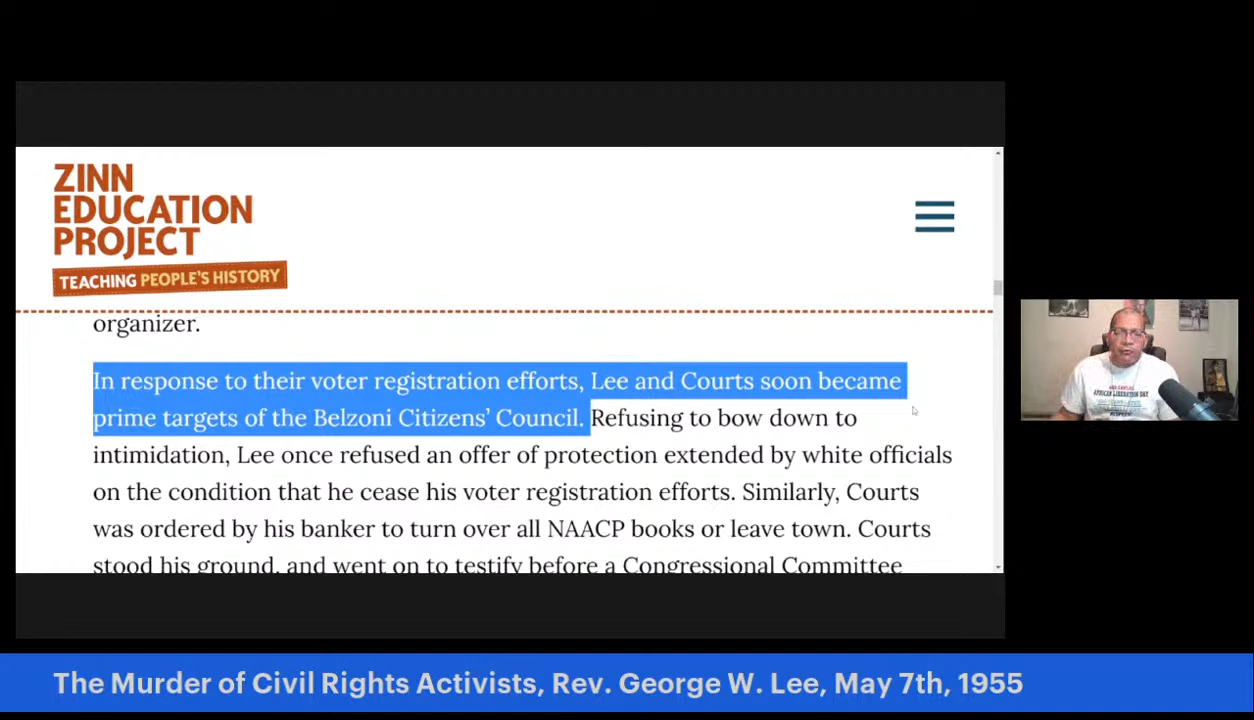 ZINN
EDUCATION
PROJECT
TEACHING PEOPLE'S HISTORY
organizer.
In response to their voter registration efforts, Lee and Courts soon became
prime targets of the Belzoni Citizens' Council. Refusing to bow down to
intimidation, Lee once refused an offer of protection extended by white officials
on the condition that he cease his voter registration efforts. Similarly, Courts
was ordered by his banker to turn over all NAACP books or leave town. Courts
stood his ground, and went on to testify before a Congressional Committee
AFRICAN LIBERATION DAY
The Murder of Civil Rights Activists, Rev. George W. Lee, May 7th, 1955